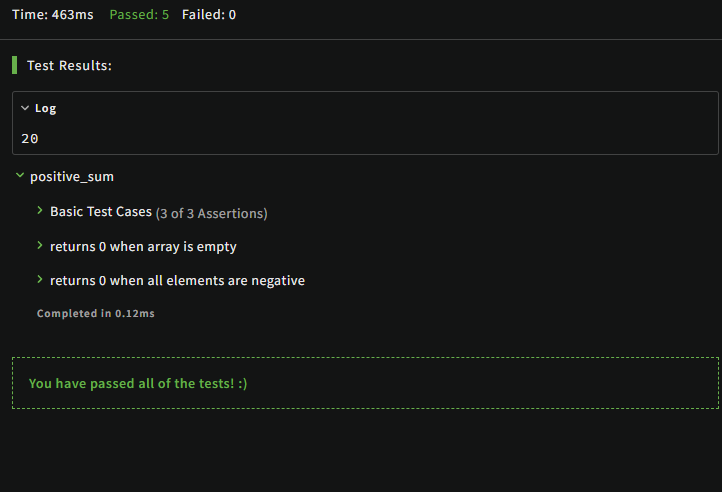 Time: 463ms Passed: 5 Failed: 0
Test Results:
Log
20
positive_sum
Basic Test Cases (3 of 3 Assertions)
returns 0 when array is empty
returns 0 when all elements are negative
Completed in 0.12ms
You have passed all of the tests! :)